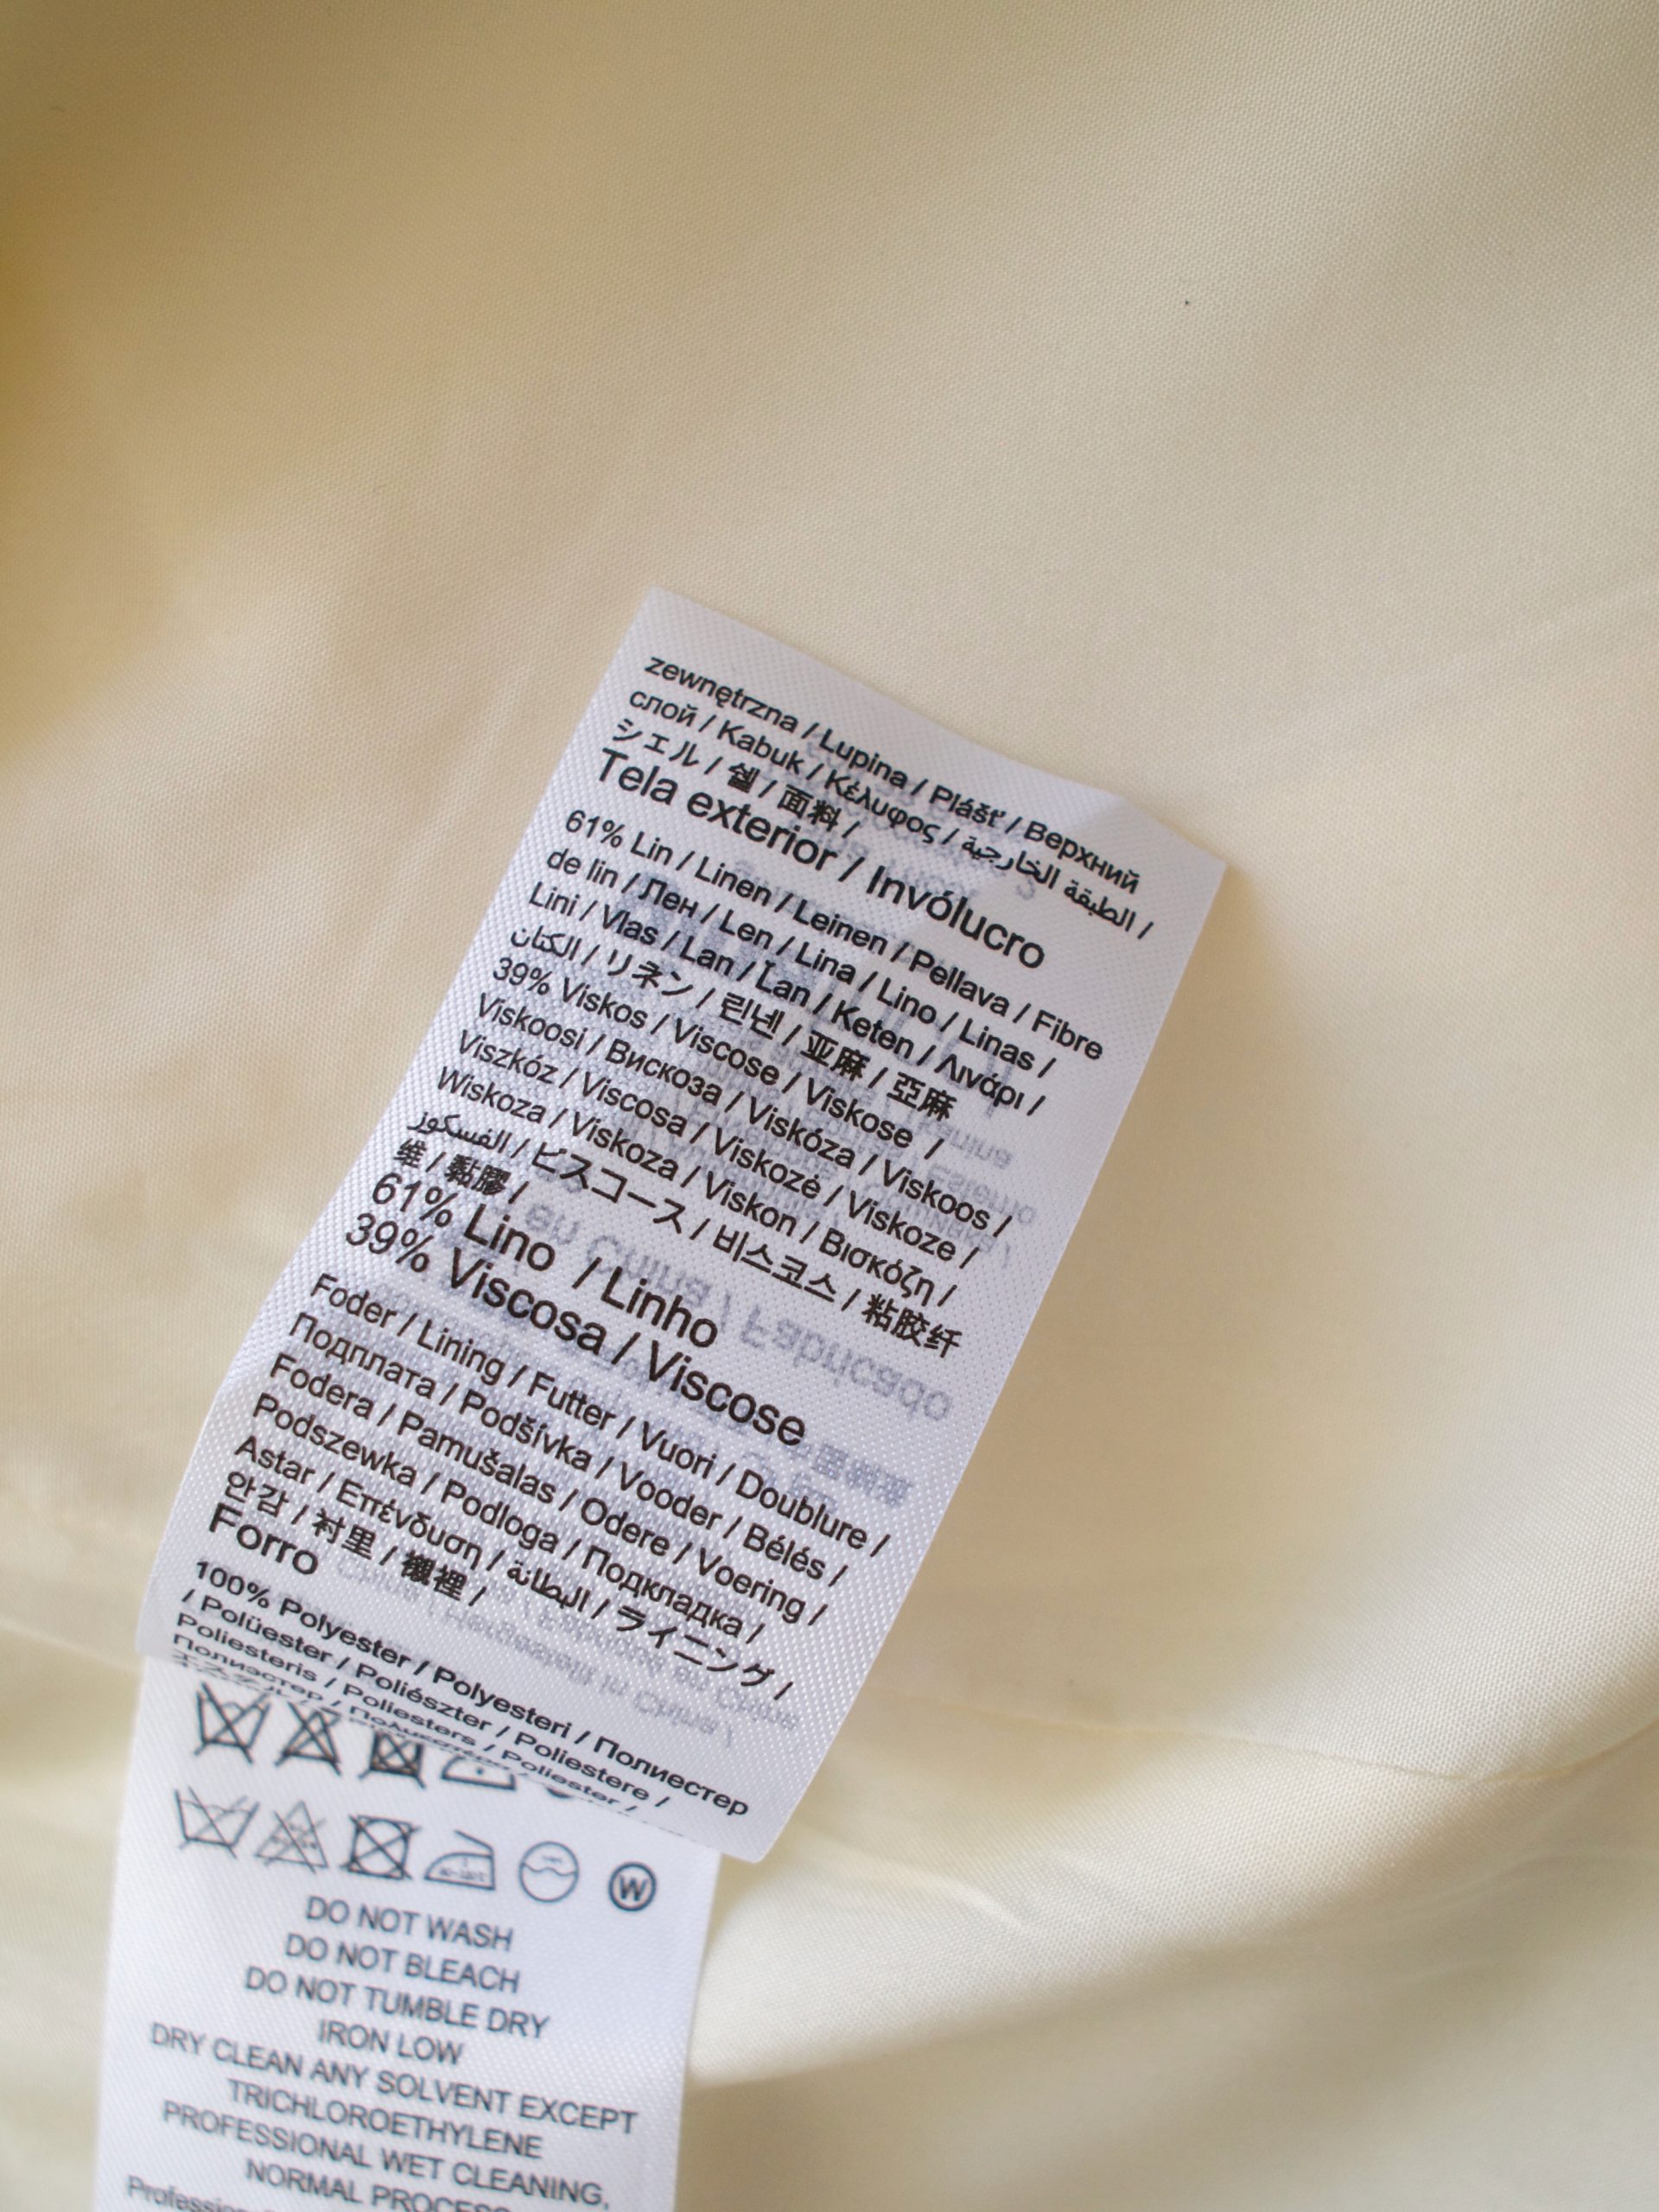 zewnętrzna / Lupina / Plášť / Верхний
слой / Kabuk / Κέλυφος / الطبقة الخارجية /
シェル / 쉘 / 面料 /
Tela exterior / Invólucro
61% Lin / Linen / Leinen / Pellava / Fibre
de lin / Лен / Len / Lina / Lino / Linas /
Lini / Vlas / Lan / Ľan / Keten / Λινάρι /
الكتان / リネン / 린넨 / 亚麻 / 亞麻
39% Viskos / Viscose / Viskose /
Viskoosi / Вискоза / Viskóza / Viskoos /
Viszkóz / Viscosa / Viskozė / Viskoze /
Wiskoza / Viskoza / Viskon / Βισκόζη /
الفسكوز / ビスコース / 비스코스 / 粘胶纤
维 / 黏膠 /
61% Lino / Linho
39% Viscosa / Viscose
Foder / Lining / Futter / Vuori / Doublure /
Подплата / Podšívka / Vooder / Bélés /
Fodera / Pamušalas / Odere / Voering /
Podszewka / Podloga / Подкладка /
Astar / Επένδυση / البطانة / ライニング /
안감 / 衬里 / 襯裡 /
Forro
100% Polyester / Polyesteri / Полиестер
/ Polüester / Poliészter / Poliestere /
Poliesteris / Poliesters / Poliester /
Полиэстер / Πολυεστέρα
W
DO NOT WASH
DO NOT BLEACH
DO NOT TUMBLE DRY
IRON LOW
DRY CLEAN ANY SOLVENT EXCEPT
TRICHLOROETHYLENE
PROFESSIONAL WET CLEANING,
NORMAL PROCESS